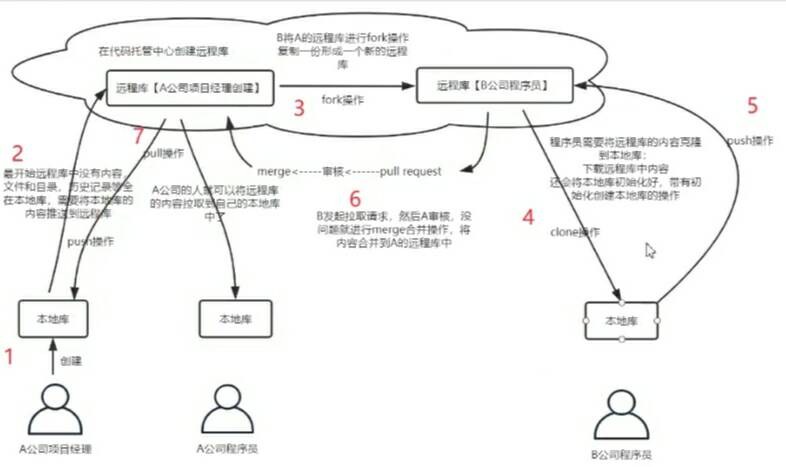 B将A的远程库进行fork操作
复制一份形成一个新的远程
库
在代码托管中心创建远程库
远程库【A公司项目经理创建】
远程库【B公司程序员】
3
fork操作
5
push操作
7
pull操作
2
最开始远程库中没有内容,
文件和目录，历史记录等全
在本地库，需要将本地库的
内容推送到远程库
push操作
A公司的人就可以将远程库
的内容拉取到自己的本地库
中了
merge<-----审核<------pull request
6
B发起拉取请求，然后A审核，没
问题就进行merge合并操作，将
内容合并到A的远程库中
程序员需要将远程库的内容克隆
到本地库：
下载远程库中内容
还会将本地库初始化好，带有初
始化创建本地库的操作
4
clone操作
本地库
本地库
本地库
1
创建
A公司项目经理
A公司程序员
B公司程序员